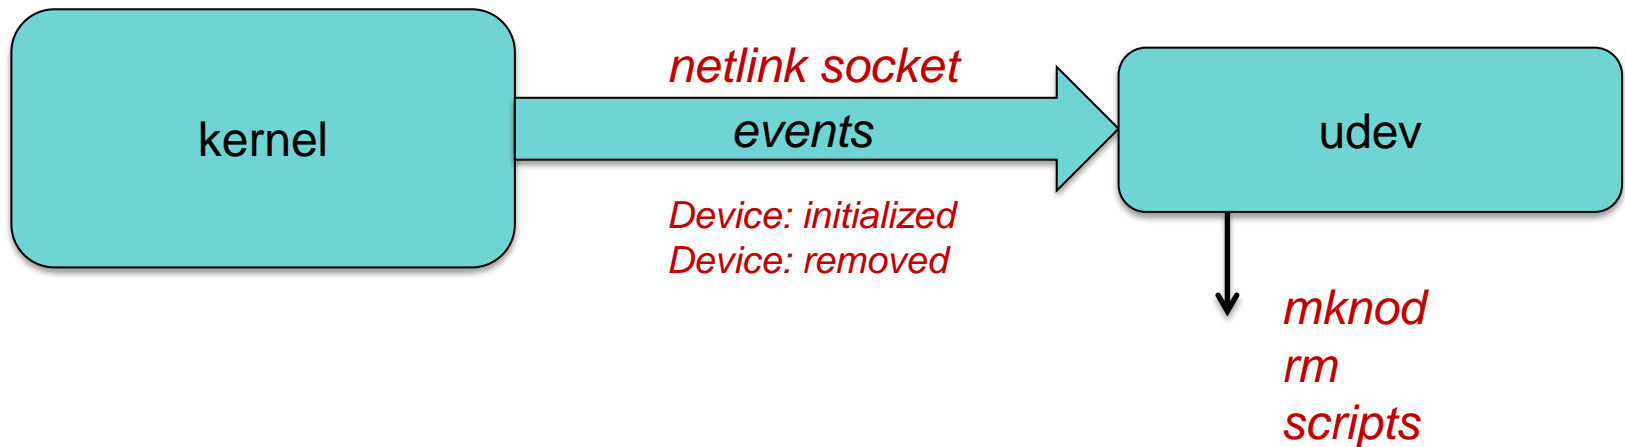 kernel
netlink socket
events
Device: initialized
Device: removed
udev
mknod
rm
scripts